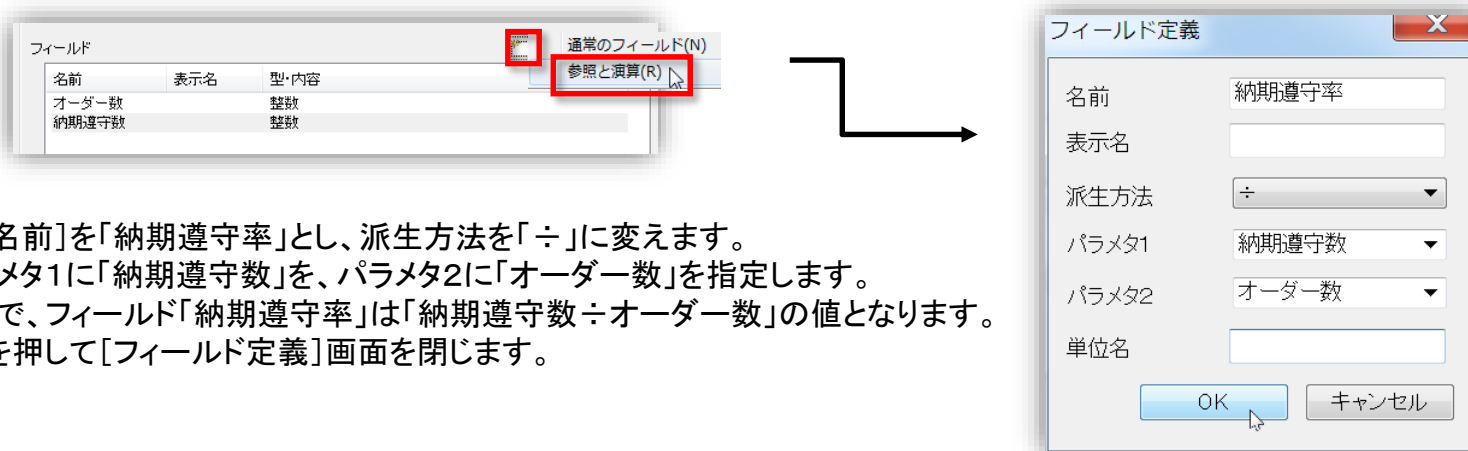 フィールド
通常のフィールド(N)
参照と演算(R)
名前 表示名 型・内容
オーダー数 整数
納期遵守数 整数
名前]を「納期遵守率」とし、派生方法を「÷」に変えます。
メタ1に「納期遵守数」を、パラメタ2に「オーダー数」を指定します。
で、フィールド「納期遵守率」は「納期遵守数÷オーダー数」の値となります。
を押して[フィールド定義]画面を閉じます。
フィールド定義
名前 納期遵守率
表示名
派生方法 ÷
パラメタ1 納期遵守数
パラメタ2 オーダー数
単位名
OK キャンセル